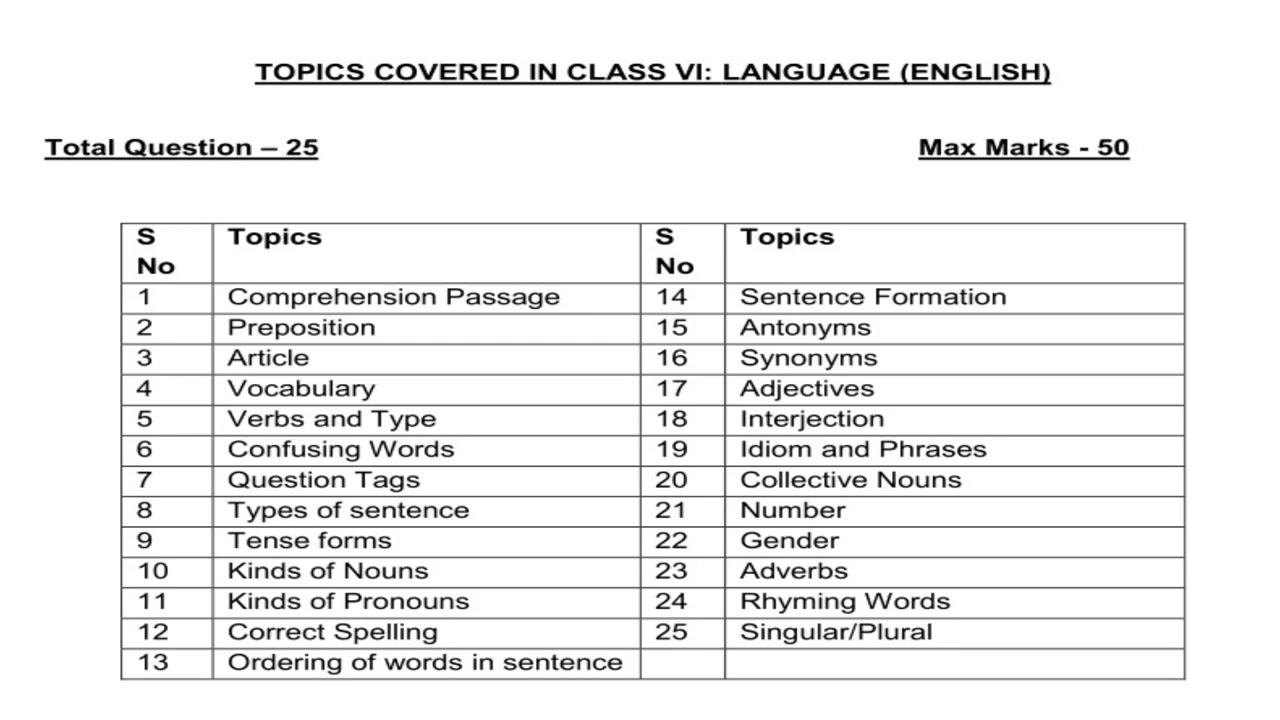 TOPICS COVERED IN CLASS VI: LANGUAGE (ENGLISH)
Total Question – 25 Max Marks - 50
S No Topics S No Topics
1 Comprehension Passage 14 Sentence Formation
2 Preposition 15 Antonyms
3 Article 16 Synonyms
4 Vocabulary 17 Adjectives
5 Verbs and Type 18 Interjection
6 Confusing Words 19 Idiom and Phrases
7 Question Tags 20 Collective Nouns
8 Types of sentence 21 Number
9 Tense forms 22 Gender
10 Kinds of Nouns 23 Adverbs
11 Kinds of Pronouns 24 Rhyming Words
12 Correct Spelling 25 Singular/Plural
13 Ordering of words in sentence